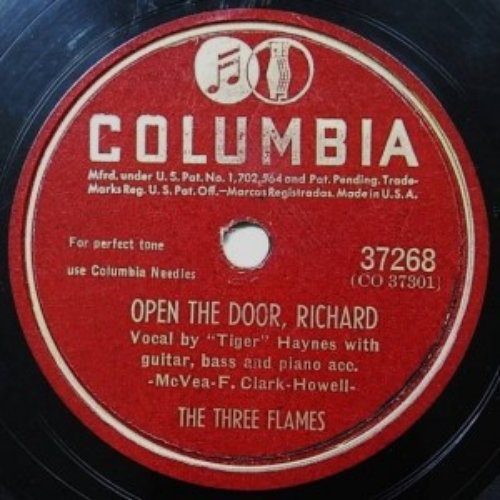 COLUMBIA
Mfrd. under U.S. Pat. No. 1,702,564 and Pat. Pending. Trade-
Marks Reg. U.S. Pat. Off.—Marcas Registradas. Made in U.S.A.
For perfect tone
use Columbia Needles
37268
(CO 37301)
OPEN THE DOOR, RICHARD
Vocal by "Tiger" Haynes with
guitar, bass and piano acc.
-McVea-F. Clark-Howell-
THE THREE FLAMES